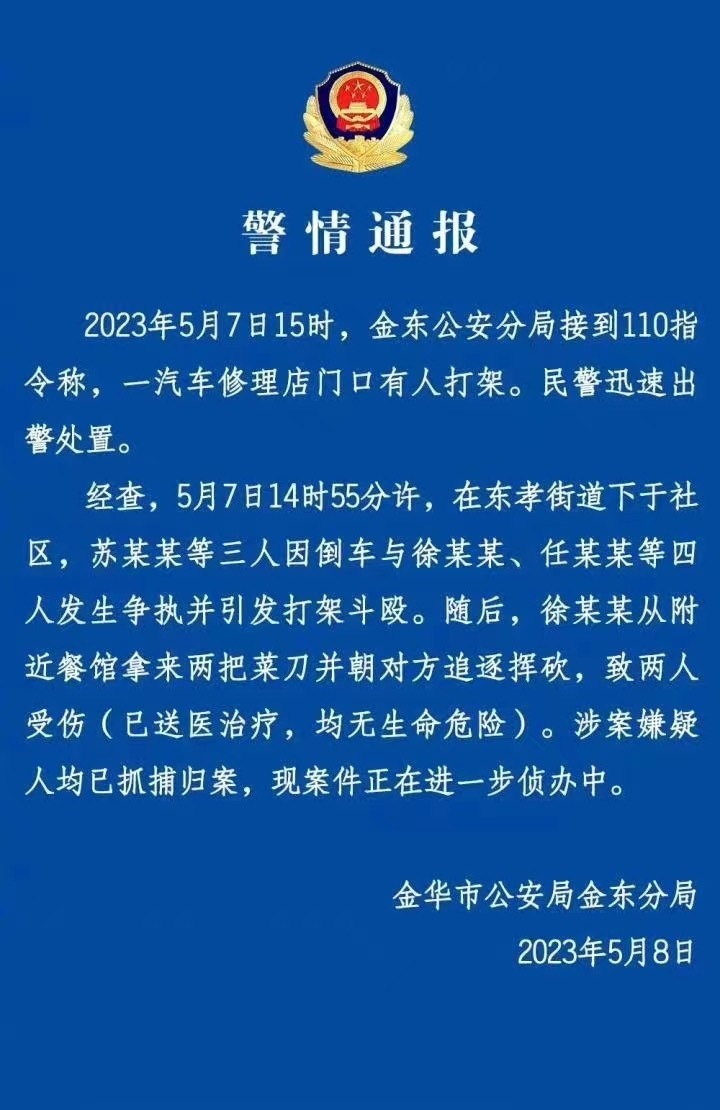 警情通报
2023年5月7日15时，金东公安分局接到110指
令称，一汽车修理店门口有人打架。民警迅速出
警处置。
经查，5月7日14时55分许，在东孝街道下于社
区，苏某某等三人因倒车与徐某某、任某某等四
人发生争执并引发打架斗殴。随后，徐某某从附
近餐馆拿来两把菜刀并朝对方追逐挥砍，致两人
受伤（已送医治疗，均无生命危险）。涉案嫌疑
人均已抓捕归案，现案件正在进一步侦办中。
金华市公安局金东分局
2023年5月8日